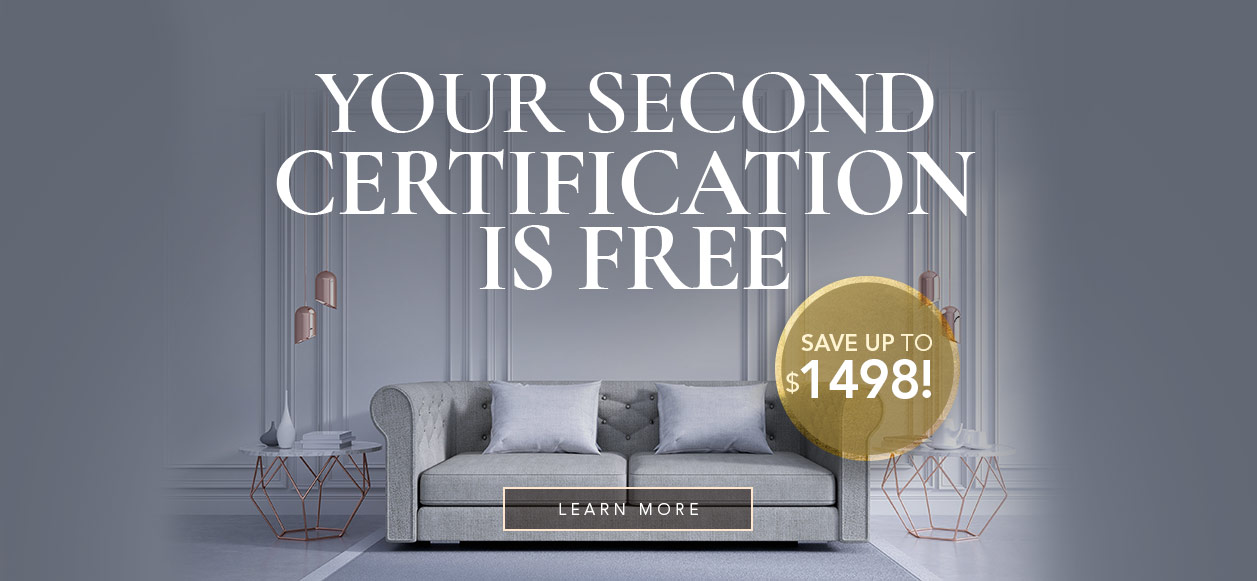 YOUR SECOND
CERTIFICATION
IS FREE
SAVE UP TO
$1498!
LEARN MORE